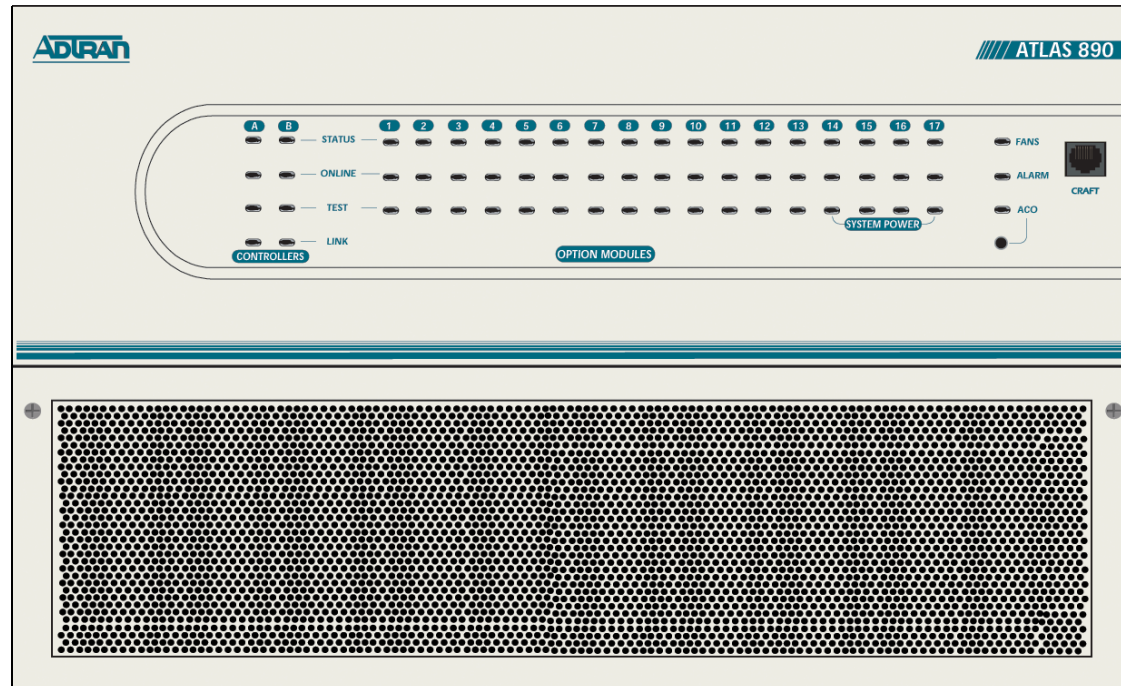 ADTRAN
ATLAS 890
A B 1 2 3 4 5 6 7 8 9 10 11 12 13 14 15 16 17
STATUS FANS
ONLINE ALARM
CRAFT
TEST ACO
SYSTEM POWER
LINK
CONTROLLERS OPTION MODULES